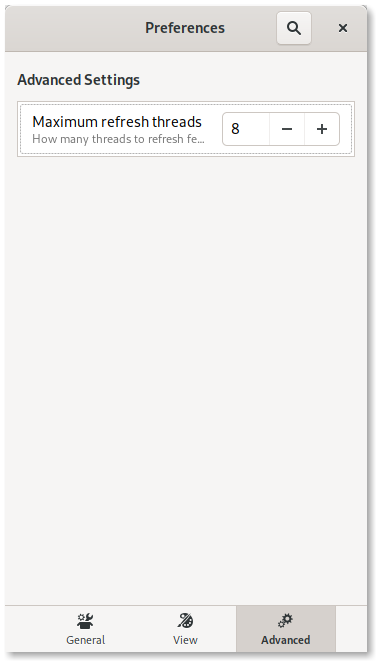 Preferences
Advanced Settings
Maximum refresh threads
8
How many threads to refresh fe…
General
View
Advanced